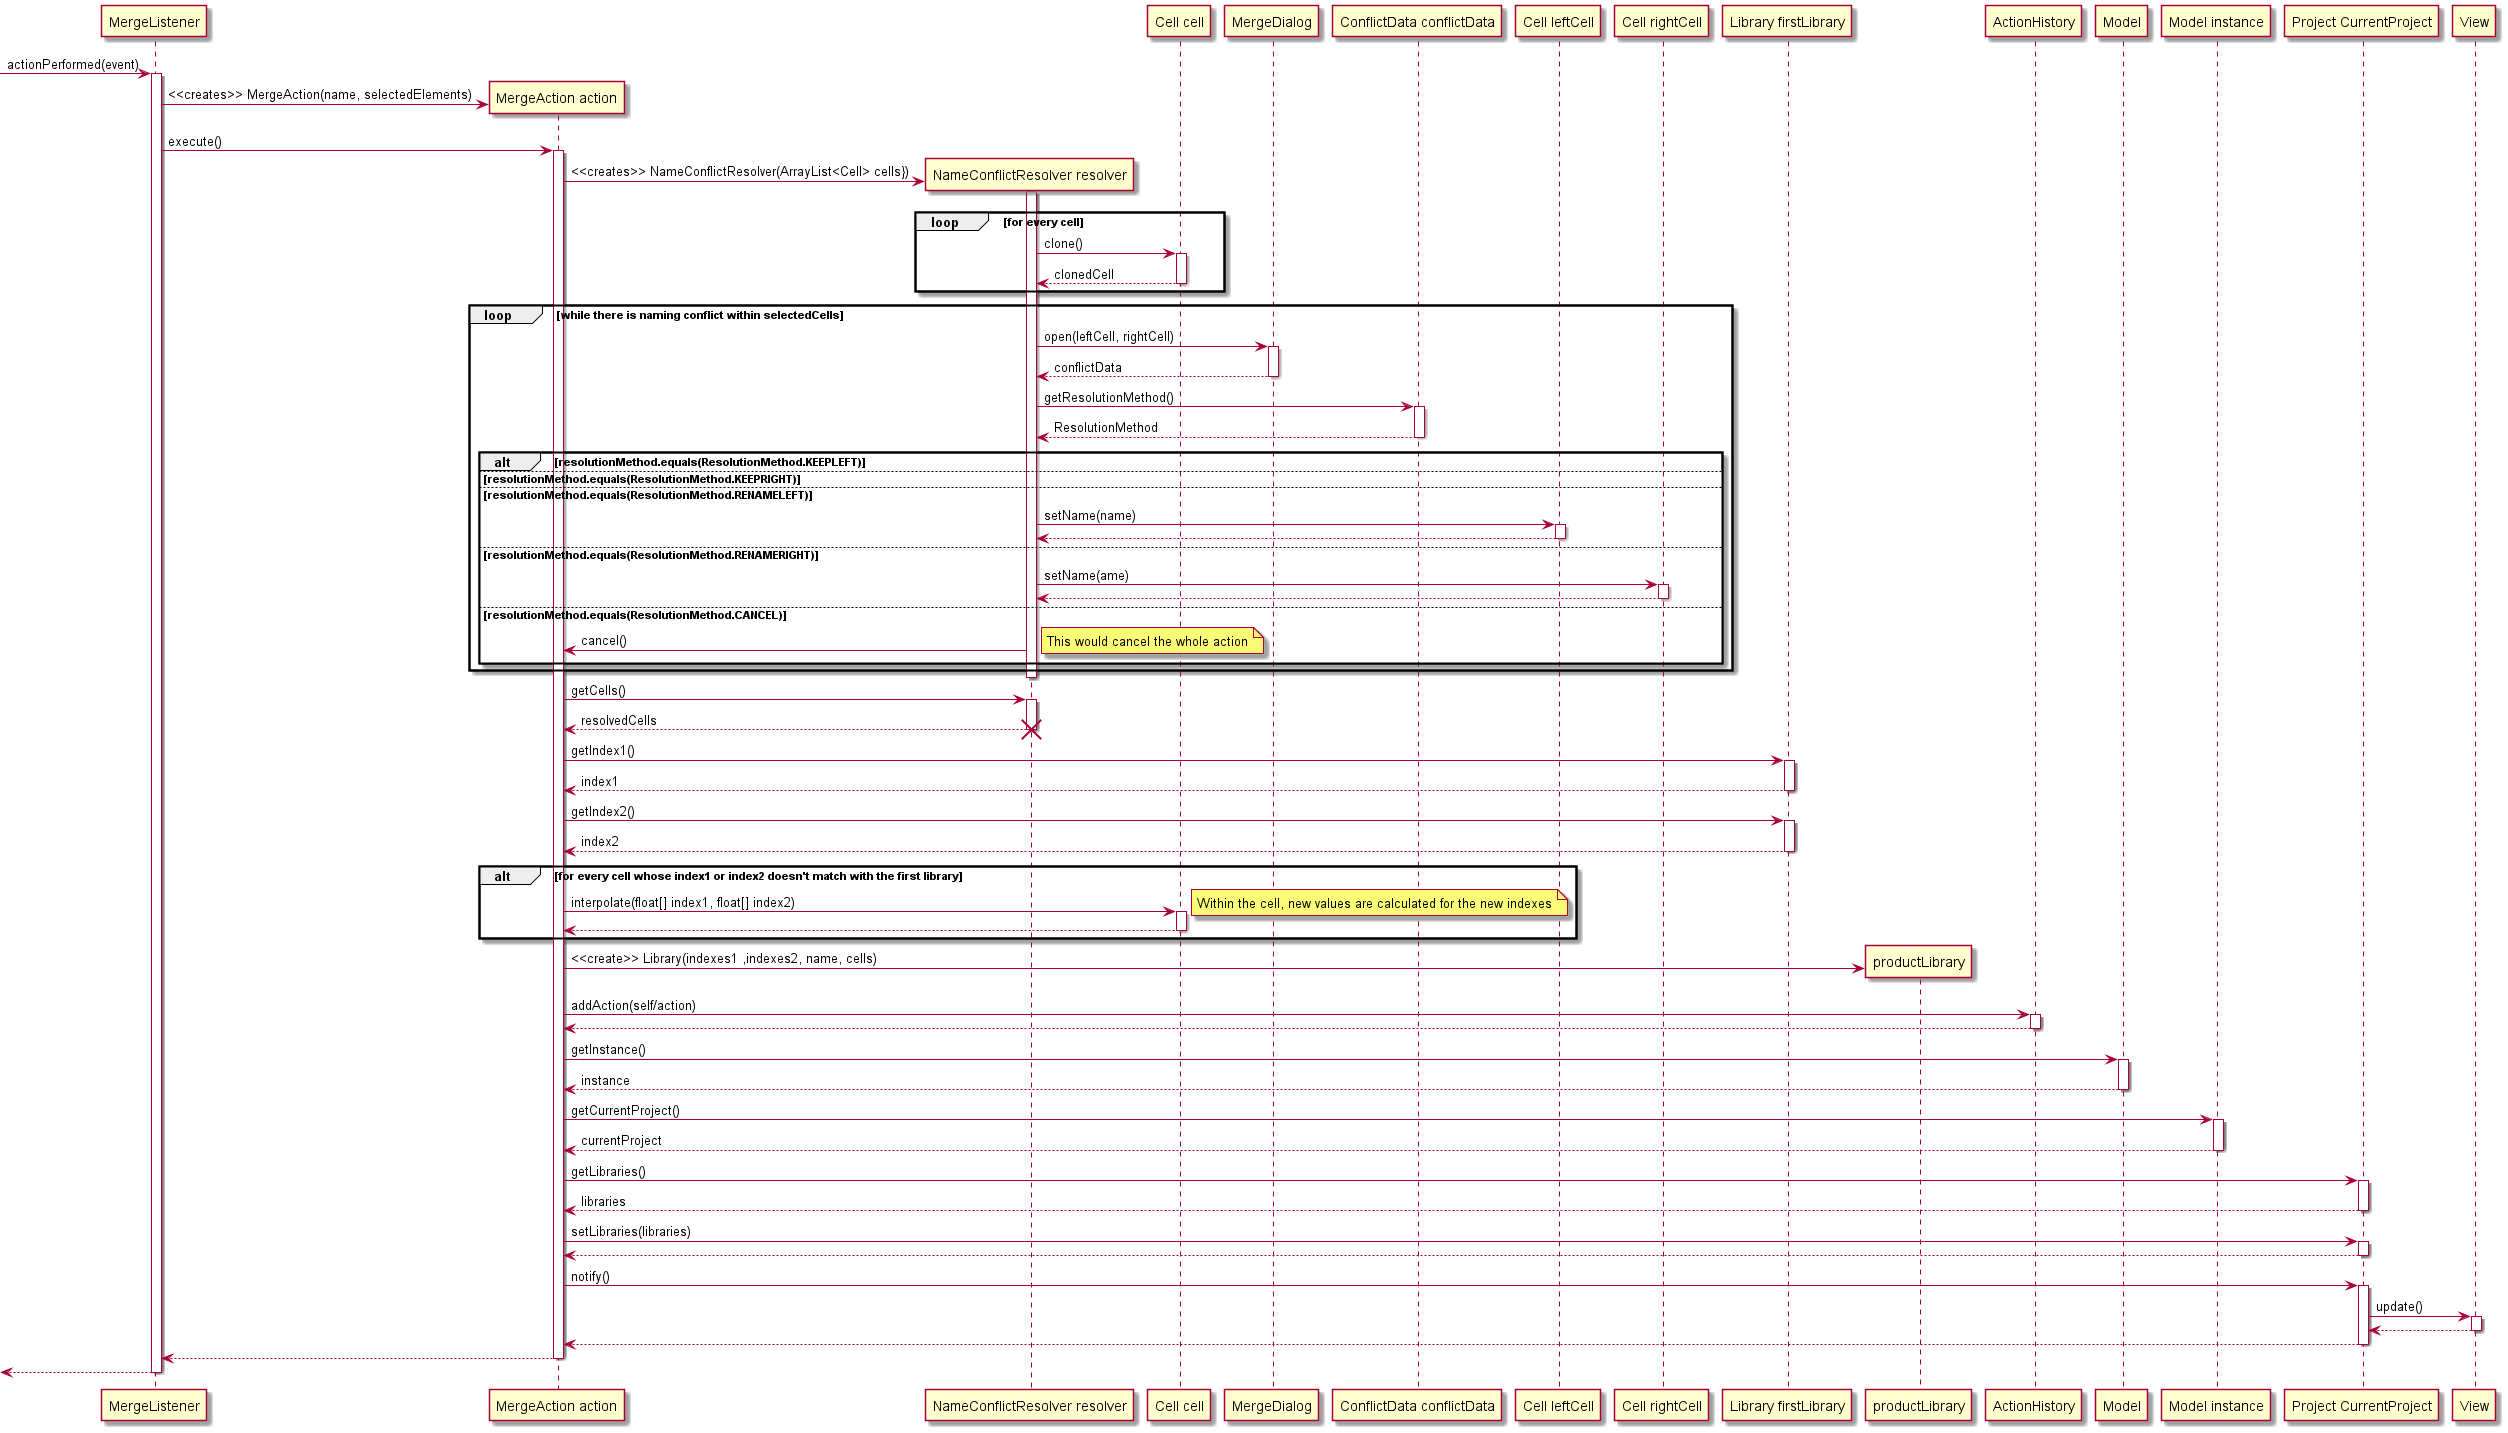 MergeListener
Cell cell
MergeDialog
ConflictData conflictData
Cell leftCell
Cell rightCell
Library firstLibrary
ActionHistory
Model
Model instance
Project CurrentProject
View
actionPerformed(event)
<<creates>> MergeAction(name, selectedElements)
MergeAction action
execute()
<<creates>> NameConflictResolver(ArrayList<Cell> cells})
NameConflictResolver resolver
loop
[for every cell]
clone()
clonedCell
loop
[while there is naming conflict within selectedCells]
open(leftCell, rightCell)
conflictData
getResolutionMethod()
ResolutionMethod
alt
[resolutionMethod.equals(ResolutionMethod.KEEPLEFT)]
[resolutionMethod.equals(ResolutionMethod.KEEPRIGHT)]
[resolutionMethod.equals(ResolutionMethod.RENAMELEFT)]
setName(name)
[resolutionMethod.equals(ResolutionMethod.RENAMERIGHT)]
setName(ame)
[resolutionMethod.equals(ResolutionMethod.CANCEL)]
cancel()
This would cancel the whole action
getCells()
resolvedCells
getIndex1()
index1
getIndex2()
index2
alt
[for every cell whose index1 or index2 doesn't match with the first library]
interpolate(float[] index1, float[] index2)
Within the cell, new values are calculated for the new indexes
<<create>> Library(indexes1 ,indexes2, name, cells)
productLibrary
addAction(self/action)
getInstance()
instance
getCurrentProject()
currentProject
getLibraries()
libraries
setLibraries(libraries)
notify()
update()
MergeListener
MergeAction action
NameConflictResolver resolver
Cell cell
MergeDialog
ConflictData conflictData
Cell leftCell
Cell rightCell
Library firstLibrary
productLibrary
ActionHistory
Model
Model instance
Project CurrentProject
View